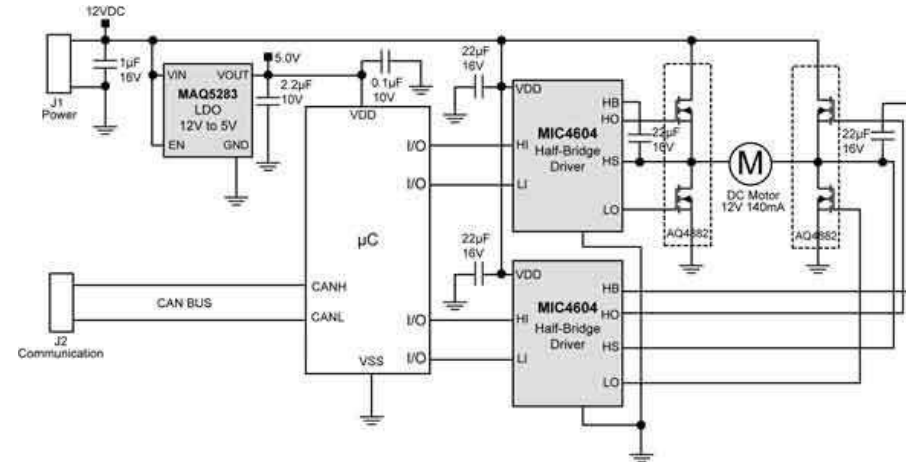 12VDC
J1
Power
1µF
16V
VIN
VOUT
MAQ5283
LDO
12V to 5V
EN
GND
5.0V
2.2µF
10V
0.1µF
10V
VDD
I/O
I/O
µC
CANH
CANL
I/O
I/O
VSS
CAN BUS
J2
Communication
22µF
16V
VDD
HB
HO
MIC4604
Half-Bridge
Driver
HI
HS
LI
LO
22µF
16V
AQ4882
M
DC Motor
12V 140mA
AQ4882
22µF
16V
22µF
16V
VDD
HB
MIC4604
HO
Half-Bridge
HI
Driver
HS
LI
LO